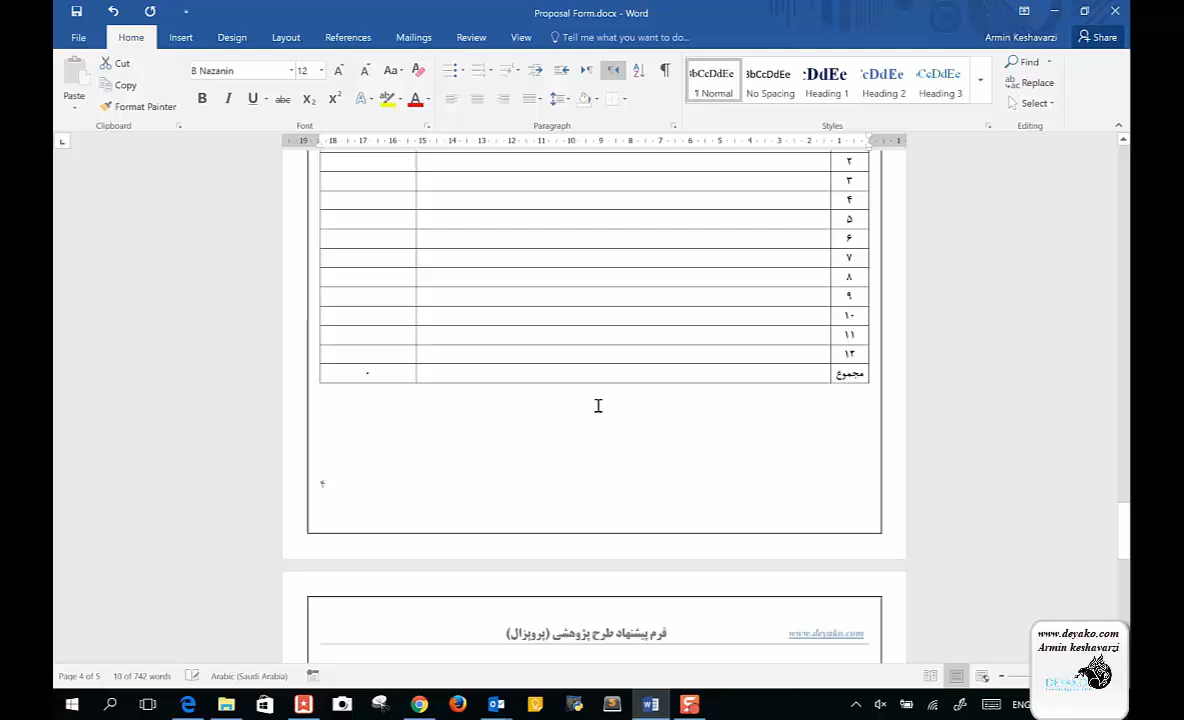 Proposal Form.docx - Word
Armin Keshavarzi
Share
File
Home
Insert
Design
Layout
References
Mailings
Review
View
Tell me what you want to do...
Paste
Cut
Copy
Format Painter
Clipboard
B Nazanin
12
Font
Paragraph
¶ Normal
No Spacing
Heading 1
Heading 2
Heading 3
Styles
Find
Replace
Select
Editing
۲
۳
۴
۵
۶
۷
۸
۹
۱۰
۱۱
۱۲
مجموع
۰
۴
فرم پیشنهاد طرح پژوهشی (پروپزال)
www.deyako.com
Page 4 of 5
10 of 742 words
Arabic (Saudi Arabia)
www.deyako.com
Armin keshavarzi
DEYAKO